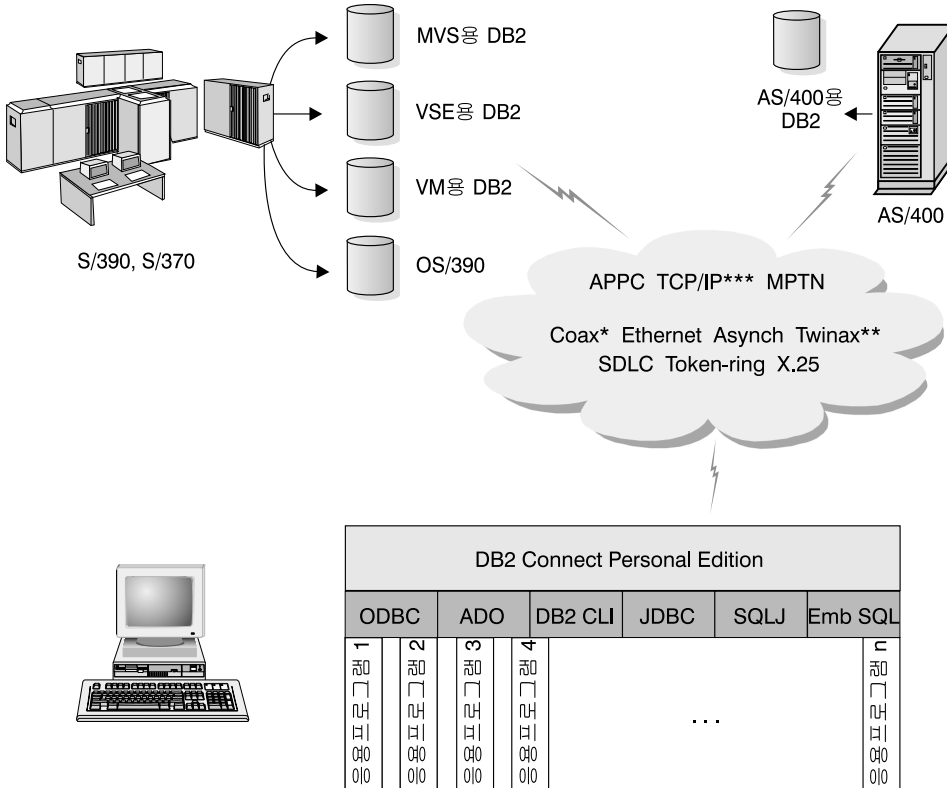 MVS용 DB2
VSE용 DB2
VM용 DB2
OS/390
S/390, S/370
AS/400용
DB2
AS/400
APPC TCP/IP*** MPTN
Coax* Ethernet Asynch Twinax**
SDLC Token-ring X.25
DB2 Connect Personal Edition
ODBC ADO DB2 CLI JDBC SQLJ Emb SQL
응용프로그램 1
응용프로그램 2
응용프로그램 3
응용프로그램 4
...
응용프로그램 n